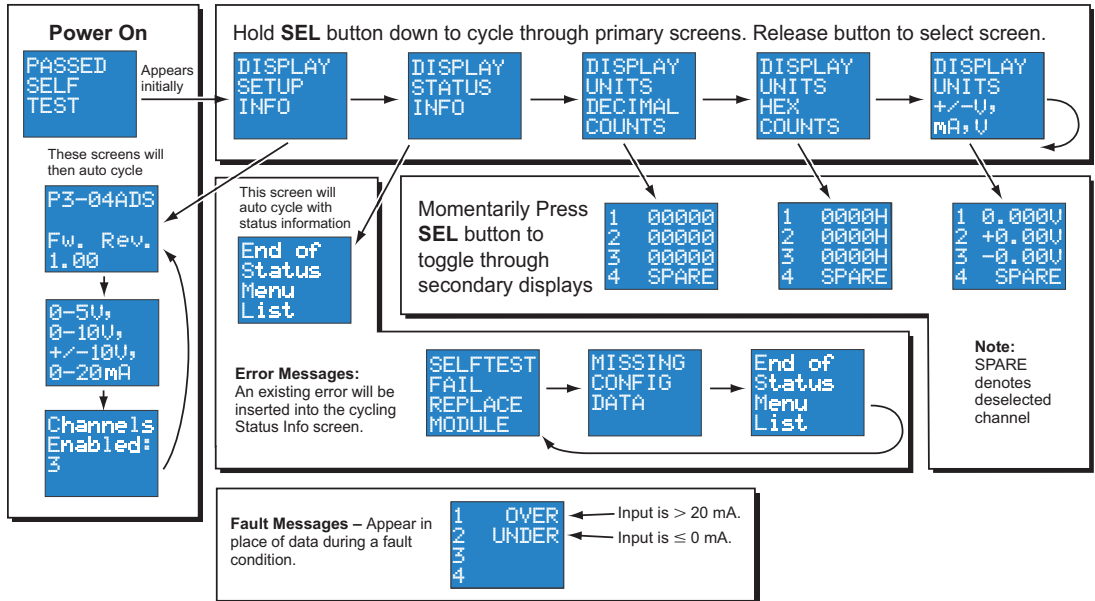 Power On
PASSED
SELF
TEST
Appears
initially
These screens will
then auto cycle
P3-04ADS
Fw. Rev.
1.00
0-5V,
0-10V,
+/-10V,
0-20mA
Channels
Enabled:
3
Hold SEL button down to cycle through primary screens. Release button to select screen.
DISPLAY
SETUP
INFO
DISPLAY
STATUS
INFO
DISPLAY
UNITS
DECIMAL
COUNTS
DISPLAY
UNITS
HEX
COUNTS
DISPLAY
UNITS
+/-V,
mA,V
This screen will
auto cycle with
status information
End of
Status
Menu
List
Momentarily Press
SEL button to
toggle through
secondary displays
1 00000
2 00000
3 00000
4 SPARE
1 0000H
2 0000H
3 0000H
4 SPARE
1 0.000V
2 +0.00V
3 -0.00V
4 SPARE
Note:
SPARE
denotes
deselected
channel
Error Messages:
An existing error will be
inserted into the cycling
Status Info screen.
SELFTEST
FAIL
REPLACE
MODULE
MISSING
CONFIG
DATA
End of
Status
Menu
List
Fault Messages – Appear in
place of data during a fault
condition.
1 OVER
2 UNDER
3
4
Input is > 20 mA.
Input is ≤ 0 mA.